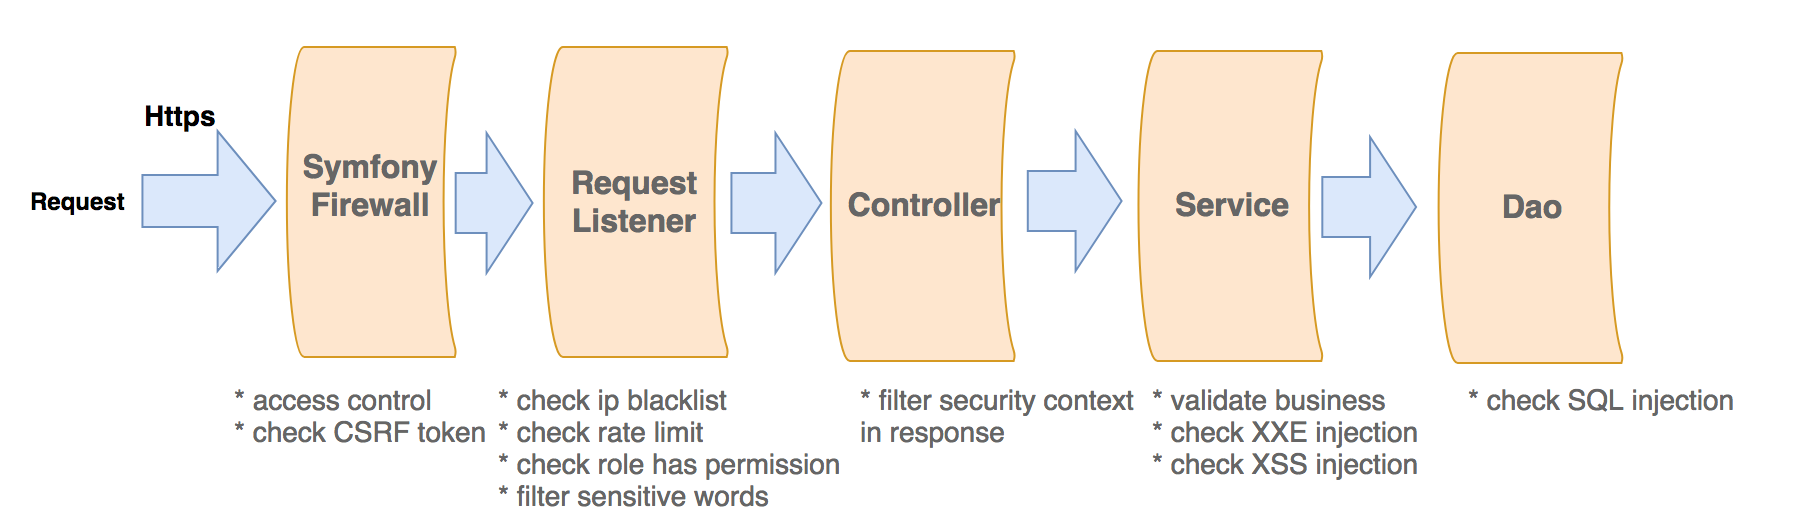 Https
Request
Symfony
Firewall
Request
Listener
Controller
Service
Dao
* access control
* check CSRF token
* check ip blacklist
* check rate limit
* check role has permission
* filter sensitive words
* filter security context
in response
* validate business
* check XXE injection
* check XSS injection
* check SQL injection